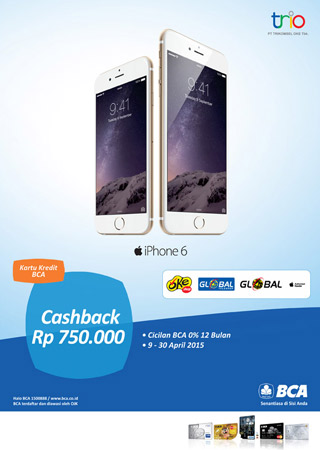 trio
PT TRIKOMSEL OKE Tbk.
9:41
9:41
iPhone 6
Kartu Kredit
BCA
OKE
GLOBAL
GLOBAL
Cashback
Rp 750.000
• Cicilan BCA 0% 12 Bulan
• 9 - 30 April 2015
Halo BCA 1500888 / www.bca.co.id
BCA terdaftar dan diawasi oleh OJK
BCA
Senantiasa di Sisi Anda